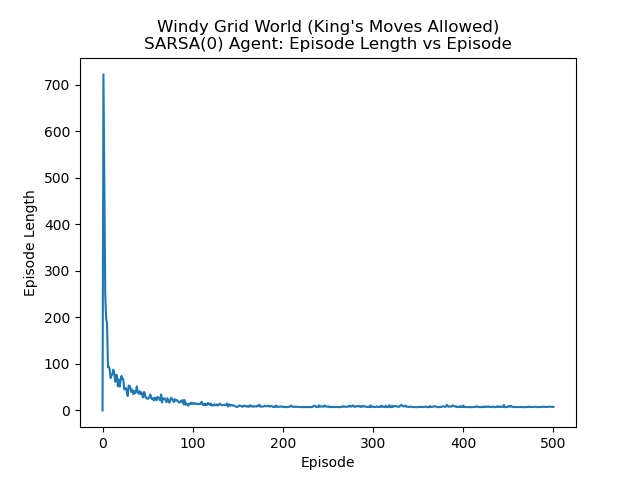 Windy Grid World (King's Moves Allowed)
SARSA(0) Agent: Episode Length vs Episode
Episode Length
700
600
500
400
300
200
100
0
0 100 200 300 400 500
Episode